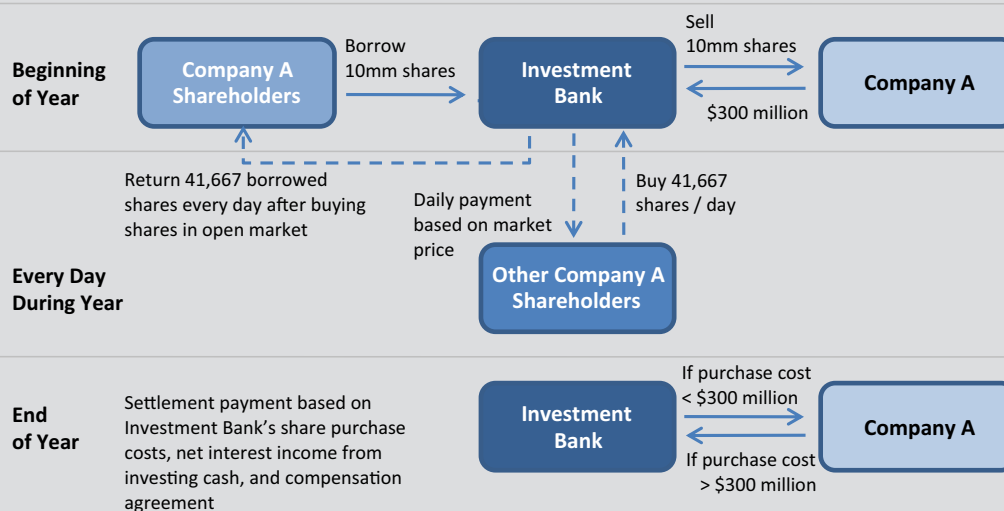 Beginning
of Year
Company A
Shareholders
Borrow
10mm shares
Investment
Bank
Sell
10mm shares
$300 million
Company A
Return 41,667 borrowed
shares every day after buying
shares in open market
Daily payment
based on market
price
Buy 41,667
shares / day
Every Day
During Year
Other Company A
Shareholders
End
of Year
Settlement payment based on
Investment Bank’s share purchase
costs, net interest income from
investing cash, and compensation
agreement
Investment
Bank
If purchase cost
< $300 million
If purchase cost
> $300 million
Company A